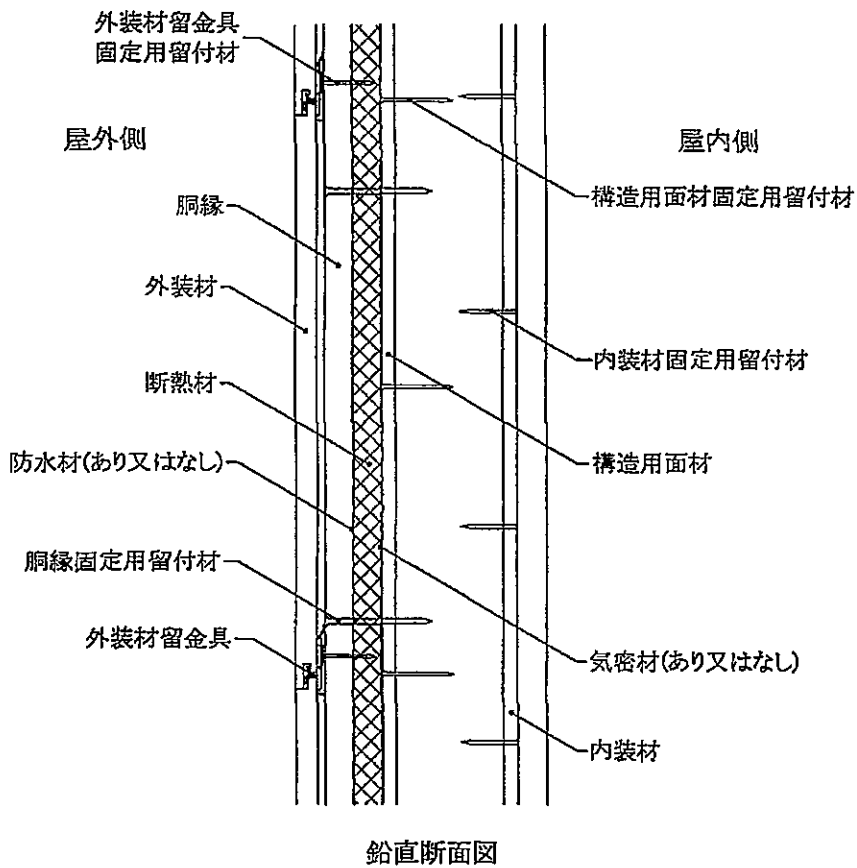 外装材留金具
固定用留付材
屋外側
屋内側
構造用面材固定用留付材
胴縁
外装材
内装材固定用留付材
断熱材
防水材(あり又はなし)
構造用面材
胴縁固定用留付材
外装材留金具
気密材(あり又はなし)
内装材
鉛直断面図